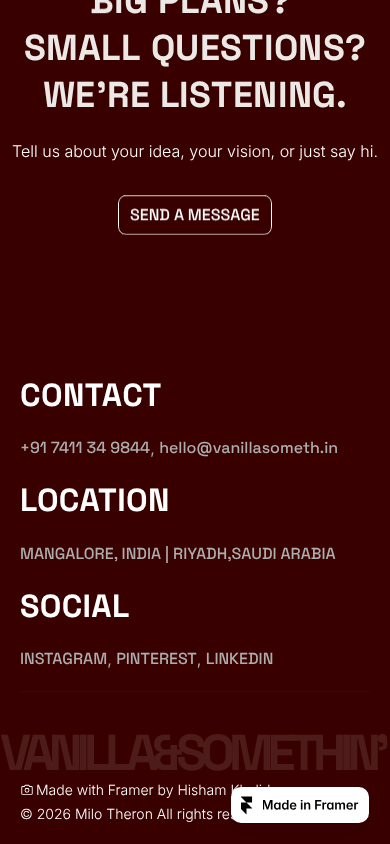 BIG PLANS?
SMALL QUESTIONS?
WE'RE LISTENING.
Tell us about your idea, your vision, or just say hi.
SEND A MESSAGE
CONTACT
+91 7411 34 9844, hello@vanillasometh.in
LOCATION
MANGALORE, INDIA | RIYADH,SAUDI ARABIA
SOCIAL
INSTAGRAM, PINTEREST, LINKEDIN
VANILLA&SOMETHIN'
Made with Framer by Hisham
© 2026 Milo Theron All rights
Made in Framer